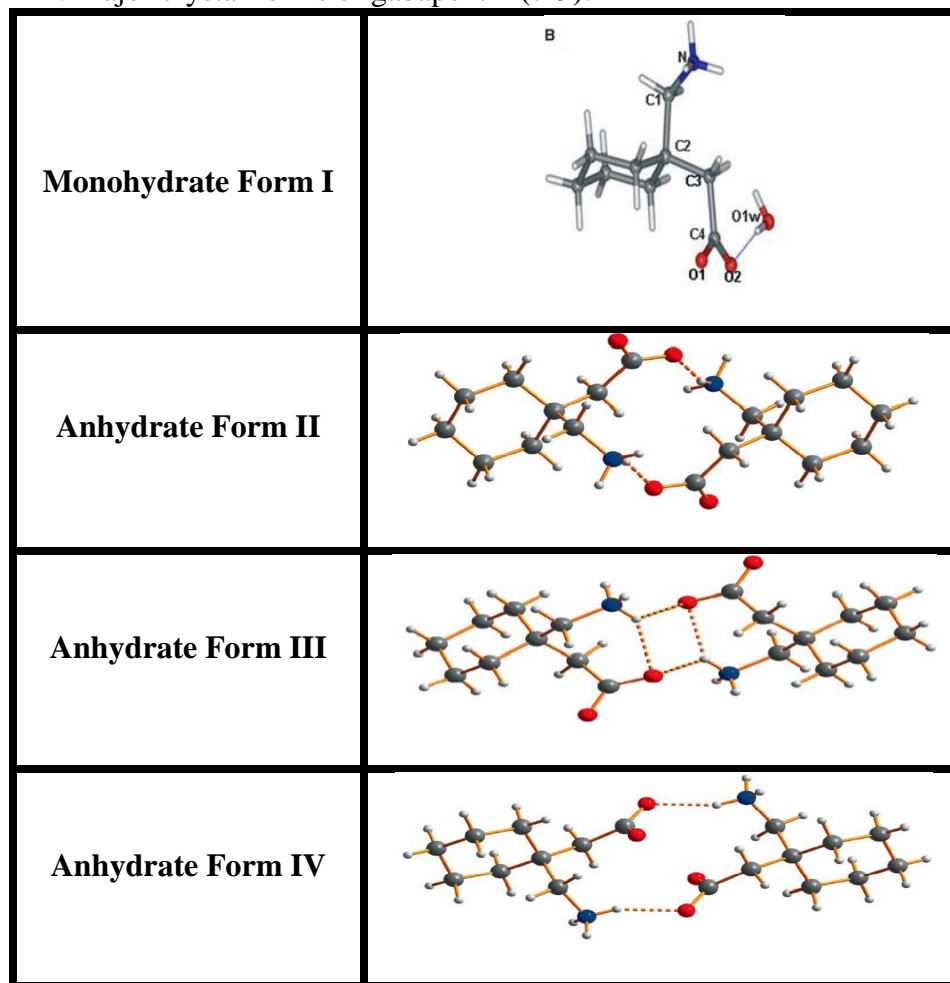 Monohydrate Form I
B
N
C1
C2
C3
O1w
C4
O1
O2
Anhydrate Form II
Anhydrate Form III
Anhydrate Form IV